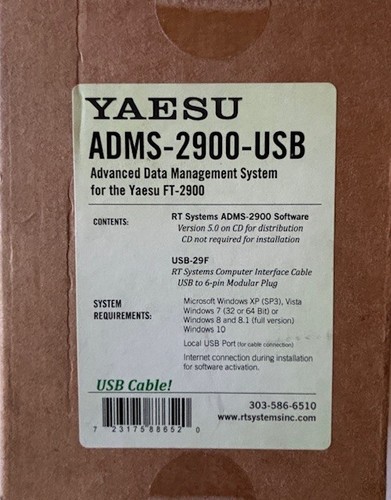 YAESU
ADMS-2900-USB
Advanced Data Management System
for the Yaesu FT-2900
CONTENTS:
RT Systems ADMS-2900 Software
Version 5.0 on CD for distribution
CD not required for installation
USB-29F
RT Systems Computer Interface Cable
USB to 6-pin Modular Plug
SYSTEM
REQUIREMENTS:
Microsoft Windows XP (SP3), Vista
Windows 7 (32 or 64 Bit) or
Windows 8 and 8.1 (full version)
Windows 10
Local USB Port (for cable connection)
Internet connection during installation
for software activation.
USB Cable!
7 23175 88652 0
303-586-6510
www.rtsystemsinc.com